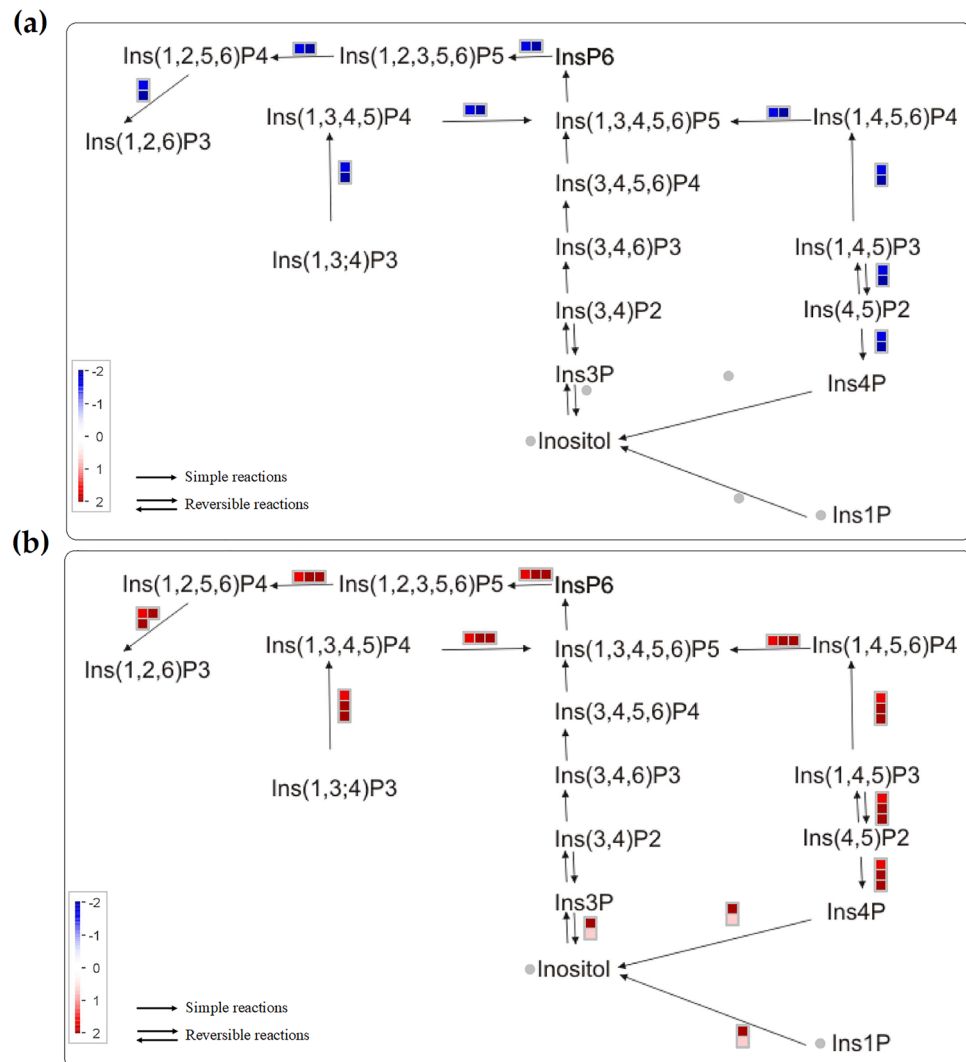 (a)
Ins(1,2,5,6)P4 Ins(1,2,3,5,6)P5 InsP6
Ins(1,3,4,5)P4 Ins(1,3,4,5,6)P5 Ins(1,4,5,6)P4
Ins(1,2,6)P3
Ins(3,4,5,6)P4
Ins(1,3;4)P3 Ins(3,4,6)P3 Ins(1,4,5)P3
Ins(3,4)P2 Ins(4,5)P2
Ins3P Ins4P
-2
-1
0
1
2
Inositol
Simple reactions
Reversible reactions
Ins1P
(b)
Ins(1,2,5,6)P4 Ins(1,2,3,5,6)P5 InsP6
Ins(1,3,4,5)P4 Ins(1,3,4,5,6)P5 Ins(1,4,5,6)P4
Ins(1,2,6)P3
Ins(3,4,5,6)P4
Ins(1,3;4)P3 Ins(3,4,6)P3 Ins(1,4,5)P3
Ins(3,4)P2 Ins(4,5)P2
Ins3P Ins4P
-2
-1
0
1
2
Inositol
Simple reactions
Reversible reactions
Ins1P